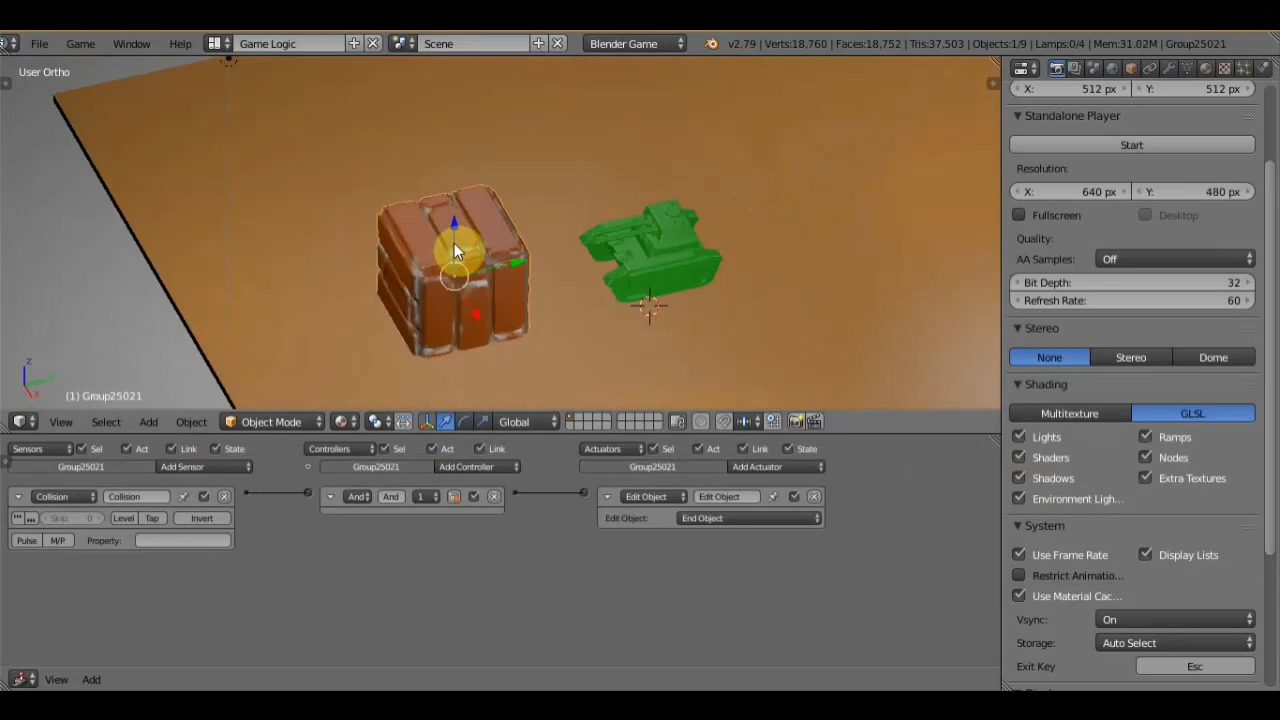 File Game Window Help Game Logic Scene Blender Game v2.79 | Verts:18,760 | Faces:18,752 | Tris:37,503 | Objects:1/9 | Lamps:0/4 | Mem:31.02M | Group25021
User Ortho
X: 512 px Y: 512 px
Standalone Player
Start
Resolution:
X: 640 px Y: 480 px
Fullscreen Desktop
Quality:
AA Samples: Off
Bit Depth: 32
Refresh Rate: 60
Stereo
None Stereo Dome
Shading
Multitexture GLSL
Lights Ramps
Shaders Nodes
Shadows Extra Textures
Environment Ligh...
System
Use Frame Rate Display Lists
Restrict Animatio...
Use Material Cac...
Vsync: On
Storage: Auto Select
Exit Key Esc
z
x
(1) Group25021
View Select Add Object Object Mode Global
Sensors Sel Act Link State Controllers Sel Act Link Actuators Sel Act Link State
Group25021 Add Sensor Group25021 Add Controller Group25021 Add Actuator
Collision Collision And And 1 Edit Object Edit Object
Skip 0 Level Tap Invert Edit Object: End Object
Pulse M/P Property:
View Add